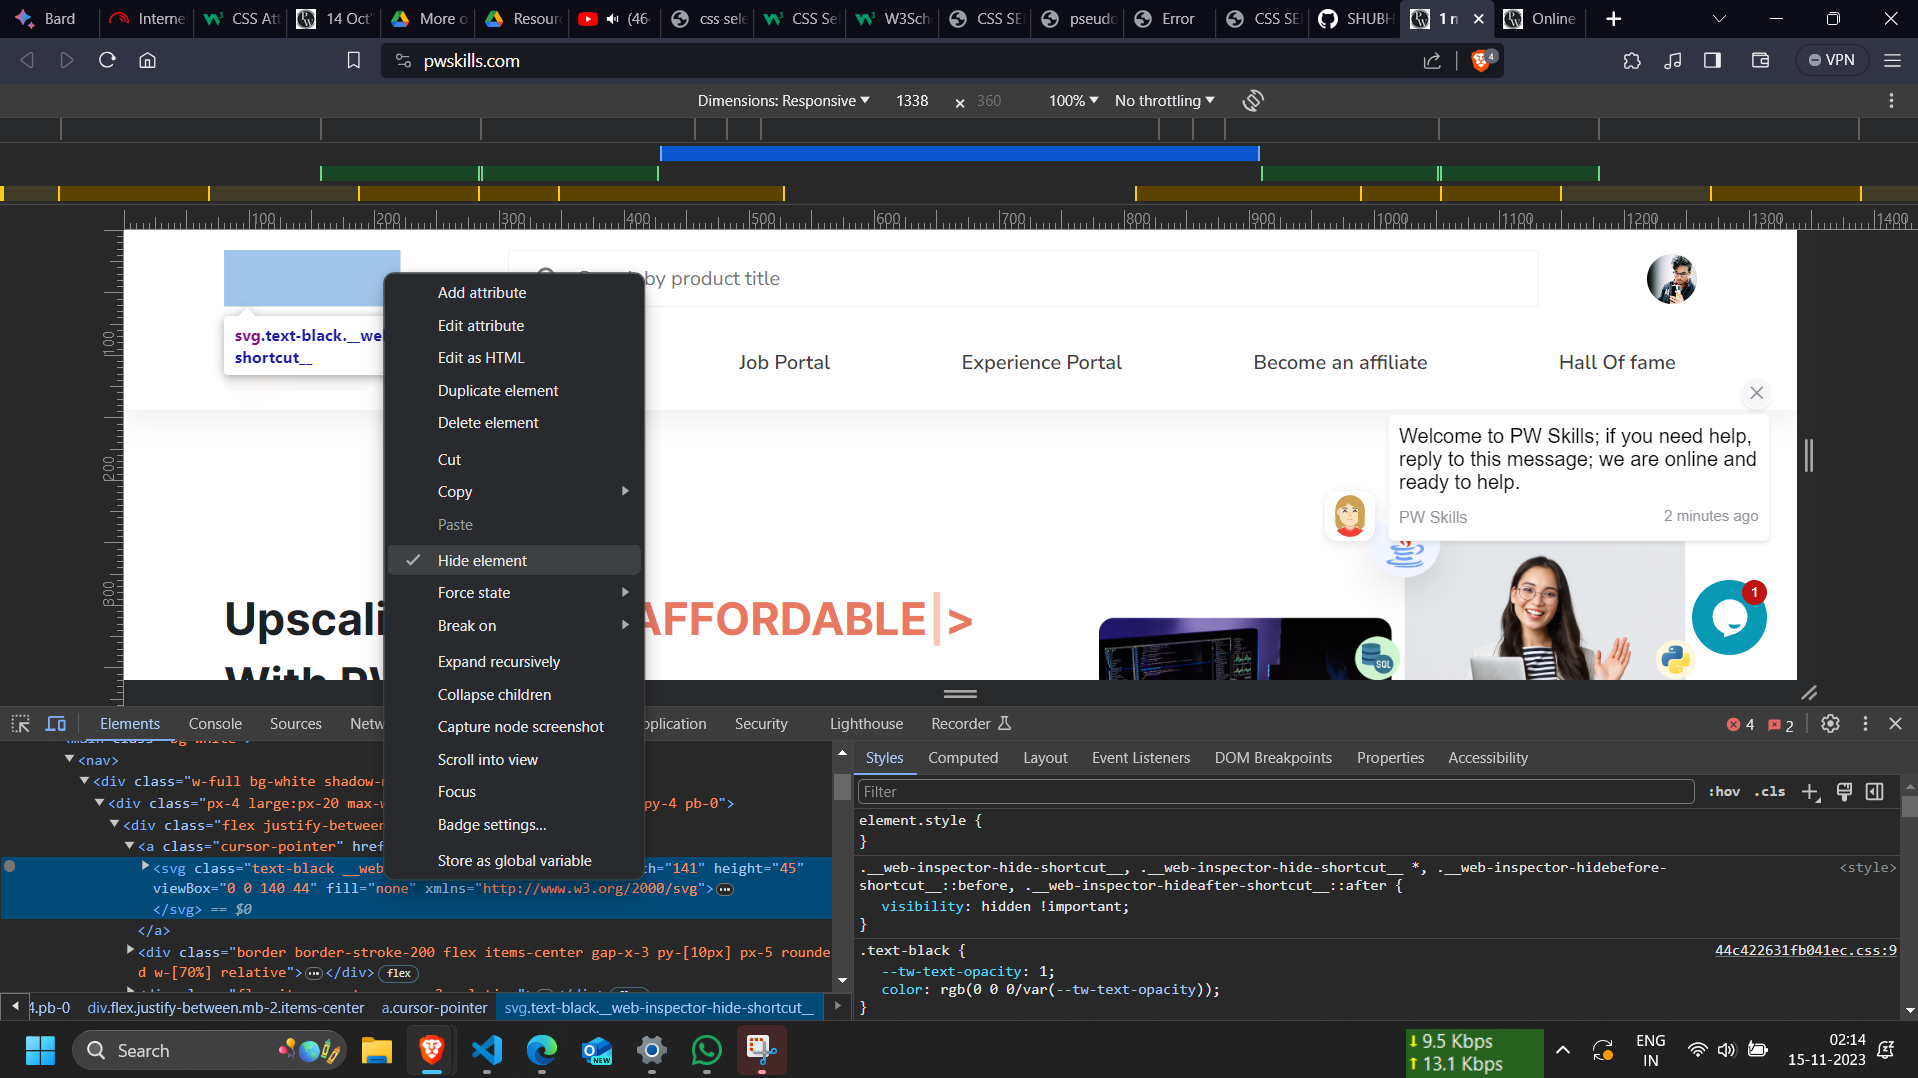 Bard
Interne
CSS Att
14 Oct'
More o
Resour
(46
css sele
CSS Se
W3Sch
CSS SE
pseudo
Error
CSS SE
SHUBH
Online
pwskills.com
4
VPN
Dimensions: Responsive
1338
×
360
100%
No throttling
100 200 300 400 500 600 700 800 900 1000 1100 1200 1300 1400
100
200
300
by product title
svg.text-black.__we
shortcut__
Job Portal
Experience Portal
Become an affiliate
Hall Of fame
Add attribute
Edit attribute
Edit as HTML
Duplicate element
Delete element
Cut
Copy
Paste
Hide element
Force state
Break on
Expand recursively
Collapse children
Capture node screenshot
Scroll into view
Focus
Badge settings...
Store as global variable
Welcome to PW Skills; if you need help,
reply to this message; we are online and
ready to help.
PW Skills
2 minutes ago
1
SQL
Upscali
AFFORDABLE|>
With PW
Elements
Console
Sources
Netw
pplication
Security
Lighthouse
Recorder
4
2
<nav>
<div class="w-full bg-white shadow-
<div class="px-4 large:px-20 max-w
py-4 pb-0">
<div class="flex justify-between
<a class="cursor-pointer" href
<svg class="text-black __web
th="141" height="45"
viewBox="0 0 140 44" fill="none" xmlns="http://www.w3.org/2000/svg">
</svg> == $0
</a>
<div class="border border-stroke-200 flex items-center gap-x-3 py-[10px] px-5 rounde
d w-[70%] relative"> </div> flex
4.pb-0
div.flex.justify-between.mb-2.items-center
a.cursor-pointer
svg.text-black.__web-inspector-hide-shortcut__
Styles
Computed
Layout
Event Listeners
DOM Breakpoints
Properties
Accessibility
Filter
:hov
.cls
element.style {
}
.__web-inspector-hide-shortcut__, .__web-inspector-hide-shortcut__ *, .__web-inspector-hidebefore-
<style>
shortcut__::before, .__web-inspector-hideafter-shortcut__::after {
visibility: hidden !important;
}
.text-black {
44c422631fb041ec.css:9
--tw-text-opacity: 1;
color: rgb(0 0 0/var(--tw-text-opacity));
}
Search
NEW
9.5 Kbps
13.1 Kbps
ENG
IN
02:14
15-11-2023